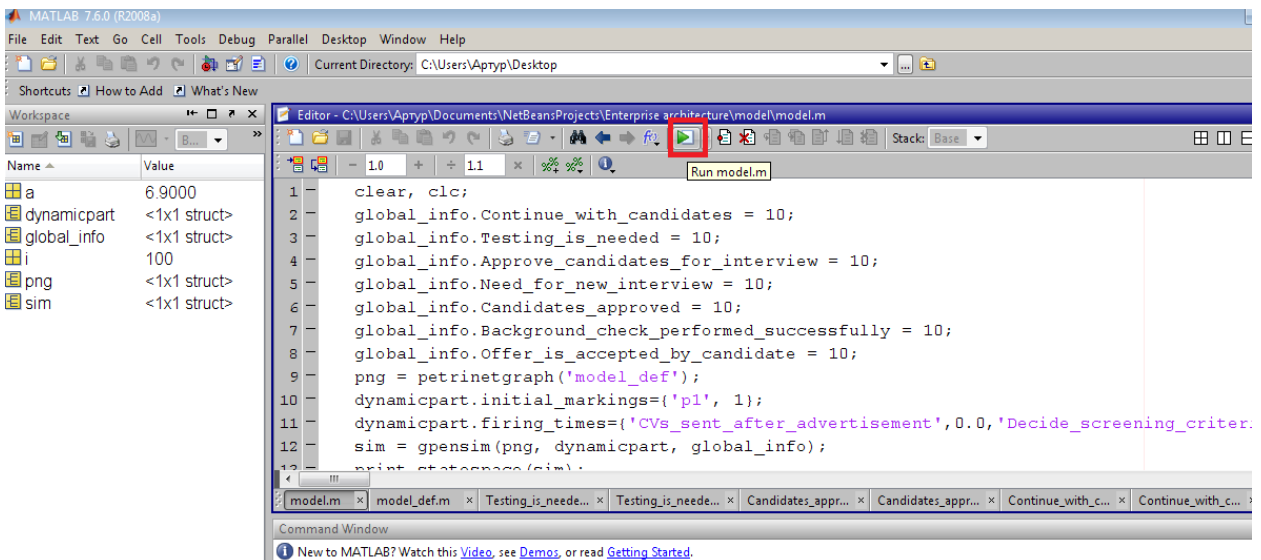 MATLAB 7.6.0 (R2008a)
File Edit Text Go Cell Tools Debug Parallel Desktop Window Help
Current Directory: C:\Users\Артур\Desktop
Shortcuts How to Add What's New
Workspace
B...
Name Value
a 6.9000
dynamicpart <1x1 struct>
global_info <1x1 struct>
i 100
png <1x1 struct>
sim <1x1 struct>
Editor - C:\Users\Артур\Documents\NetBeansProjects\Enterprise architecture\model\model.m
Stack: Base
1.0 1.1
Run model.m
1 clear, clc;
2 global_info.Continue_with_candidates = 10;
3 global_info.Testing_is_needed = 10;
4 global_info.Approve_candidates_for_interview = 10;
5 global_info.Need_for_new_interview = 10;
6 global_info.Candidates_approved = 10;
7 global_info.Background_check_performed_successfully = 10;
8 global_info.Offer_is_accepted_by_candidate = 10;
9 png = petrinetgraph('model_def');
10 dynamicpart.initial_markings={'p1', 1};
11 dynamicpart.firing_times={'CVs_sent_after_advertisement',0.0,'Decide_screening_criter
12 sim = gpensim(png, dynamicpart, global_info);
13 print_statespace(sim);
model.m model_def.m Testing_is_neede... Testing_is_neede... Candidates_appr... Candidates_appr... Continue_with_c... Continue_with_c...
Command Window
New to MATLAB? Watch this Video, see Demos, or read Getting Started.